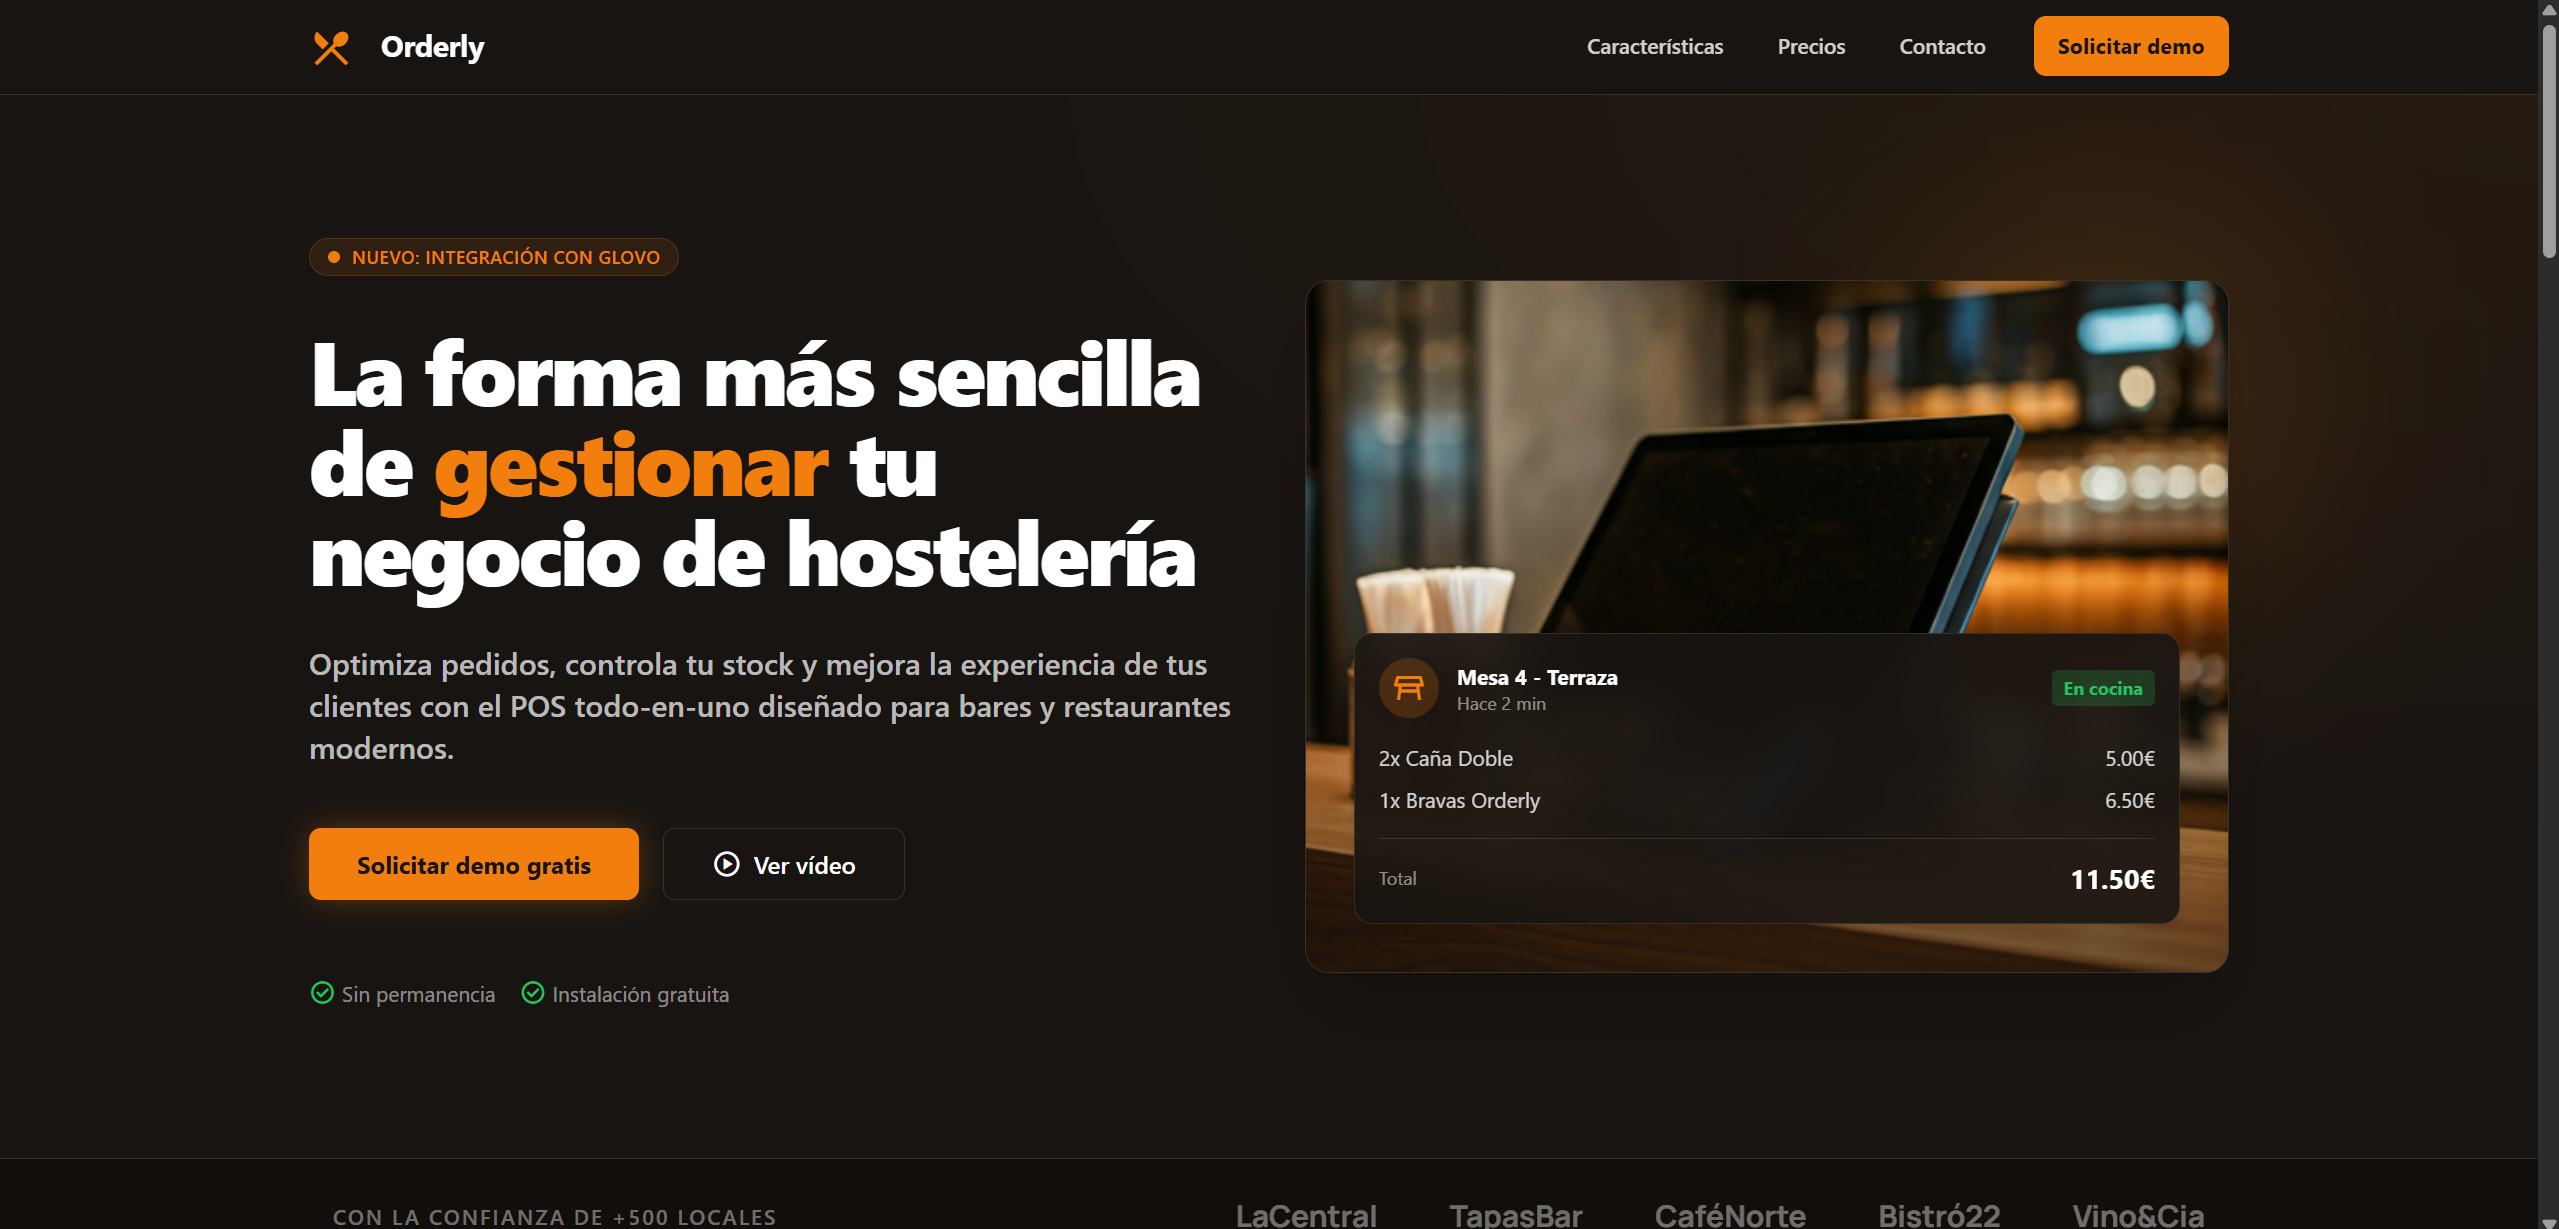 Orderly
Características
Precios
Contacto
Solicitar demo
NUEVO: INTEGRACIÓN CON GLOVO
La forma más sencilla
de gestionar tu
negocio de hostelería
Optimiza pedidos, controla tu stock y mejora la experiencia de tus
clientes con el POS todo-en-uno diseñado para bares y restaurantes
modernos.
Solicitar demo gratis
Ver vídeo
Sin permanencia
Instalación gratuita
Mesa 4 - Terraza
Hace 2 min
En cocina
2x Caña Doble
5.00€
1x Bravas Orderly
6.50€
Total
11.50€
CON LA CONFIANZA DE +500 LOCALES
LaCentral
TapasBar
CaféNorte
Bistró22
Vino&Cia